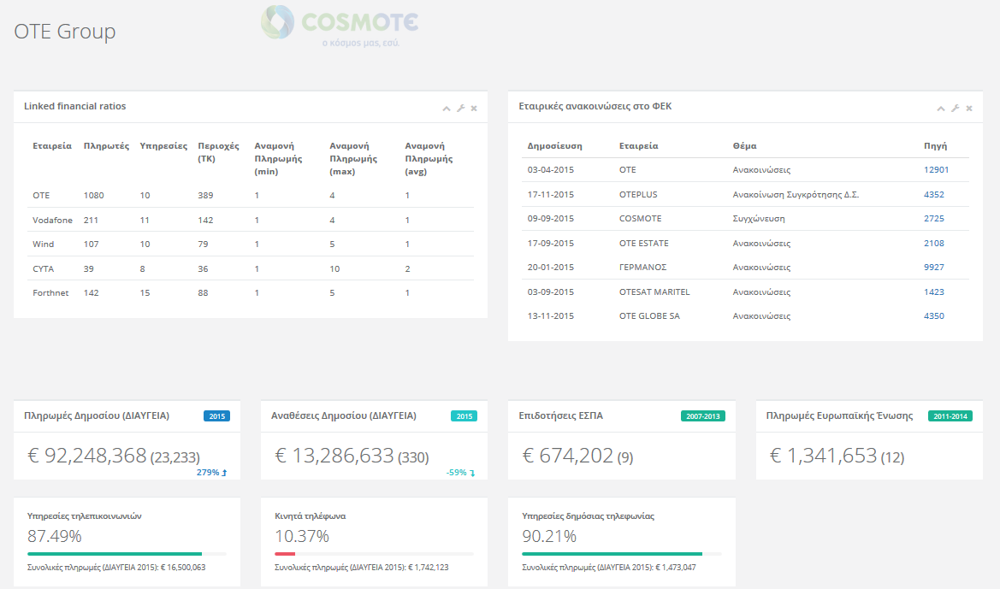 OTE Group
COSMOTE
ο κόσμος μας, εσύ.
Linked financial ratios
Εταιρεία Πληρωτές Υπηρεσίες Περιοχές (ΤΚ) Αναμονή Πληρωμής (min) Αναμονή Πληρωμής (max) Αναμονή Πληρωμής (avg)
OTE 1080 10 389 1 4 1
Vodafone 211 11 142 1 4 1
Wind 107 10 79 1 5 1
CYTA 39 8 36 1 10 2
Forthnet 142 15 88 1 5 1
Εταιρικές ανακοινώσεις στο ΦΕΚ
Δημοσίευση Εταιρεία Θέμα Πηγή
03-04-2015 OTE Ανακοινώσεις 12901
17-11-2015 OTEPLUS Ανακοίνωση Συγκρότησης Δ.Σ. 4352
09-09-2015 COSMOTE Συγχώνευση 2725
17-09-2015 OTE ESTATE Ανακοινώσεις 2108
20-01-2015 ΓΕΡΜΑΝΟΣ Ανακοινώσεις 9927
03-09-2015 OTESAT MARITEL Ανακοινώσεις 1423
13-11-2015 OTE GLOBE SA Ανακοινώσεις 4350
Πληρωμές Δημοσίου (ΔΙΑΥΓΕΙΑ) 2015
€ 92,248,368 (23,233)
279%
Αναθέσεις Δημοσίου (ΔΙΑΥΓΕΙΑ) 2015
€ 13,286,633 (330)
-59%
Επιδοτήσεις ΕΣΠΑ 2007-2013
€ 674,202 (9)
Πληρωμές Ευρωπαϊκής Ένωσης 2011-2014
€ 1,341,653 (12)
Υπηρεσίες τηλεπικοινωνιών
87.49%
Συνολικές πληρωμές (ΔΙΑΥΓΕΙΑ 2015): € 16,500,063
Κινητά τηλέφωνα
10.37%
Συνολικές πληρωμές (ΔΙΑΥΓΕΙΑ 2015): € 1,742,123
Υπηρεσίες δημόσιας τηλεφωνίας
90.21%
Συνολικές πληρωμές (ΔΙΑΥΓΕΙΑ 2015): € 1,473,047